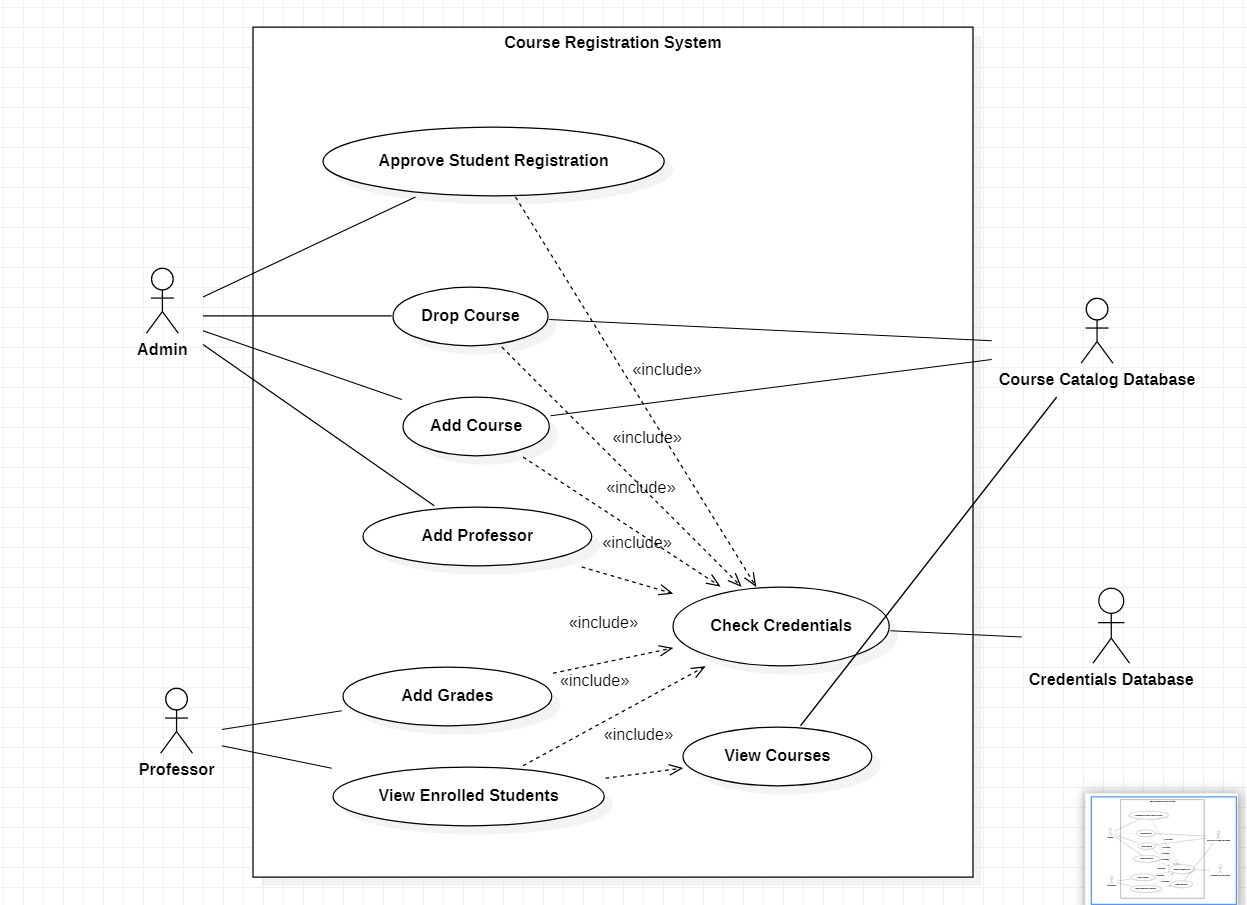 Course Registration System
Approve Student Registration
Drop Course
Admin
«include»
Course Catalog Database
Add Course
«include»
«include»
Add Professor
«include»
«include»
Check Credentials
Credentials Database
«include»
Add Grades
«include»
View Courses
Professor
View Enrolled Students